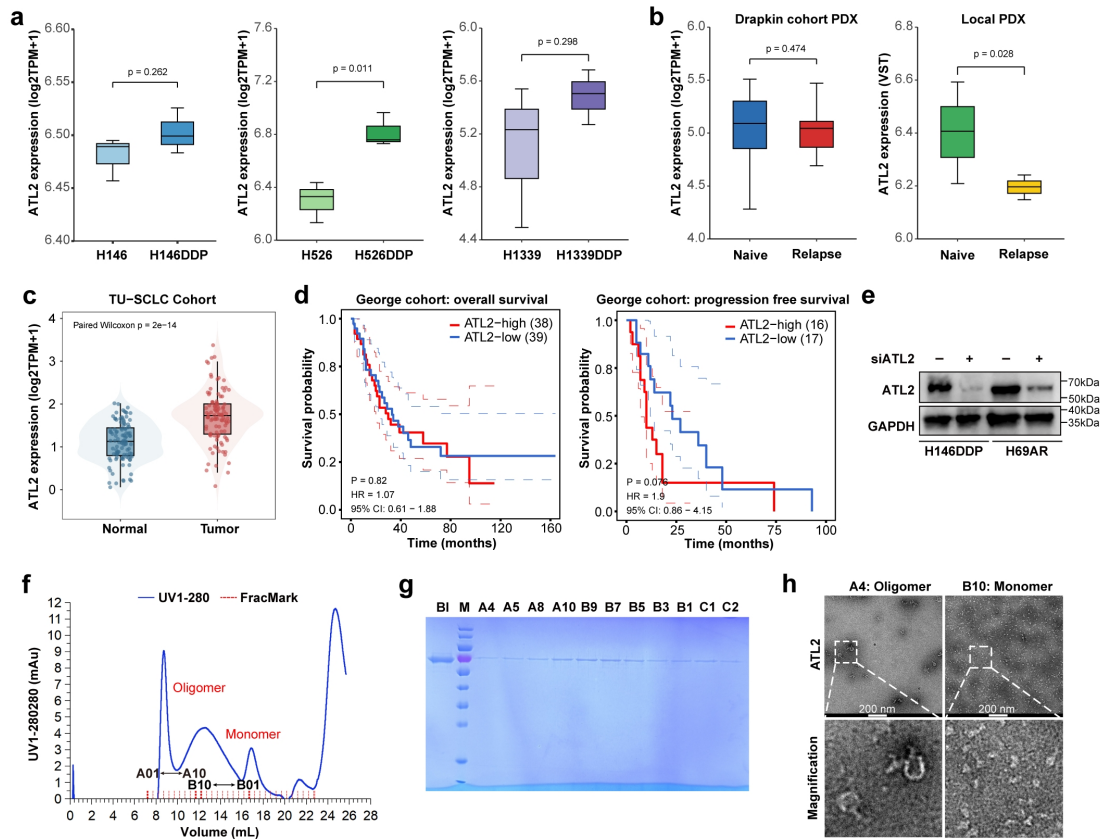 a
ATL2 expression (log2TPM+1)
6.60
6.55
6.50
6.45
6.40
p = 0.262
H146
H146DDP
ATL2 expression (log2TPM+1)
7.6
7.2
6.8
6.4
6.0
p = 0.011
H526
H526DDP
ATL2 expression (log2TPM+1)
6.0
5.6
5.2
4.8
4.4
p = 0.298
H1339
H1339DDP
b
Drapkin cohort PDX
ATL2 expression (log2TPM+1)
6.0
5.5
5.0
4.5
4.0
p = 0.474
Naive
Relapse
Local PDX
ATL2 expression (VST)
6.8
6.6
6.4
6.2
6.0
p = 0.028
Naive
Relapse
c
TU−SCLC Cohort
ATL2 expression (log2TPM+1)
4
3
2
1
0
Paired Wilcoxon p = 2e−14
Normal
Tumor
d
George cohort: overall survival
Survival probability
1.0
0.7
0.5
0.2
0.0
ATL2−high (38)
ATL2−low (39)
P = 0.82
HR = 1.07
95% CI: 0.61 − 1.88
0 40 80 120 160
Time (months)
George cohort: progression free survival
Survival probability
1.0
0.7
0.5
0.2
0.0
ATL2−high (16)
ATL2−low (17)
P = 0.076
HR = 1.9
95% CI: 0.86 − 4.15
0 25 50 75 100
Time (months)
e
siATL2 − + − +
ATL2
70kDa
50kDa
GAPDH
40kDa
35kDa
H146DDP H69AR
f
UV1-280 FracMark
UV1-280280 (mAu)
12
11
10
9
8
7
6
5
4
3
2
1
0
Oligomer
Monomer
A01 A10
B10 B01
0 2 4 6 8 10 12 14 16 18 20 22 24 26 28
Volume (mL)
g
BI M A4 A5 A8 A10 B9 B7 B5 B3 B1 C1 C2
h
A4: Oligomer B10: Monomer
ATL2
200 nm 200 nm
Magnification